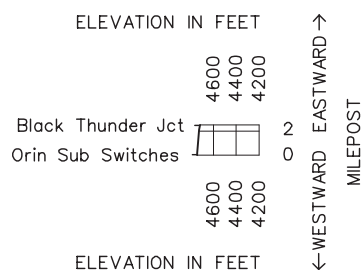 ELEVATION IN FEET
4600
4400
4200
Black Thunder Jct
2
Orin Sub Switches
0
4600
4400
4200
ELEVATION IN FEET
←WESTWARD EASTWARD→
MILEPOST